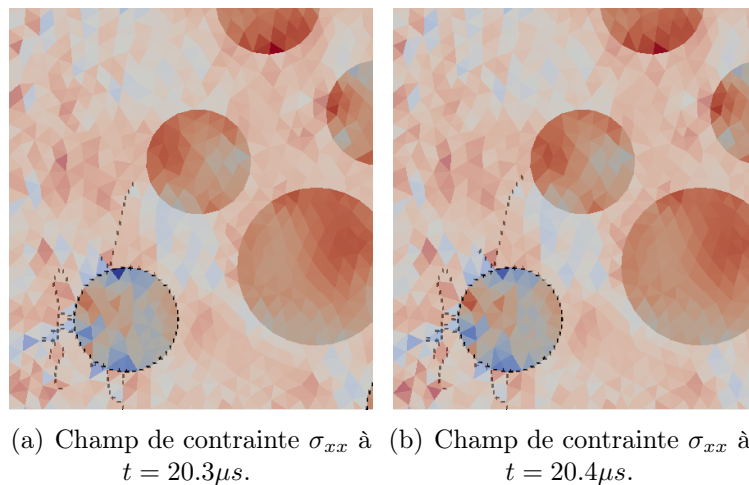 (a) Champ de contrainte σxx à
t = 20.3μs.
(b) Champ de contrainte σxx à
t = 20.4μs.